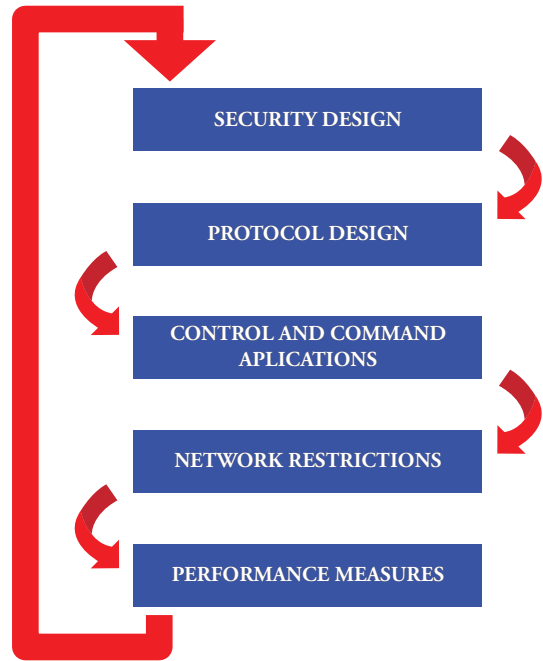 SECURITY DESIGN
PROTOCOL DESIGN
CONTROL AND COMMAND
APLICATIONS
NETWORK RESTRICTIONS
PERFORMANCE MEASURES